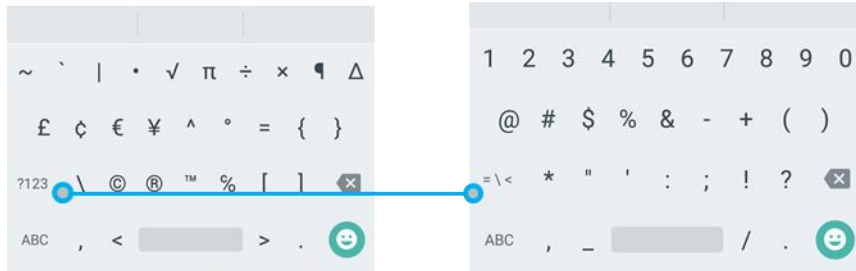 ~ ` | • √ π ÷ × ¶ Δ
£ ¢ € ¥ ^ ° = { }
?123 \ © ® ™ ℅ [ ]
ABC , < > .
1 2 3 4 5 6 7 8 9 0
@ # $ % & - + ( )
=\< * " ' : ; ! ?
ABC , _ / .